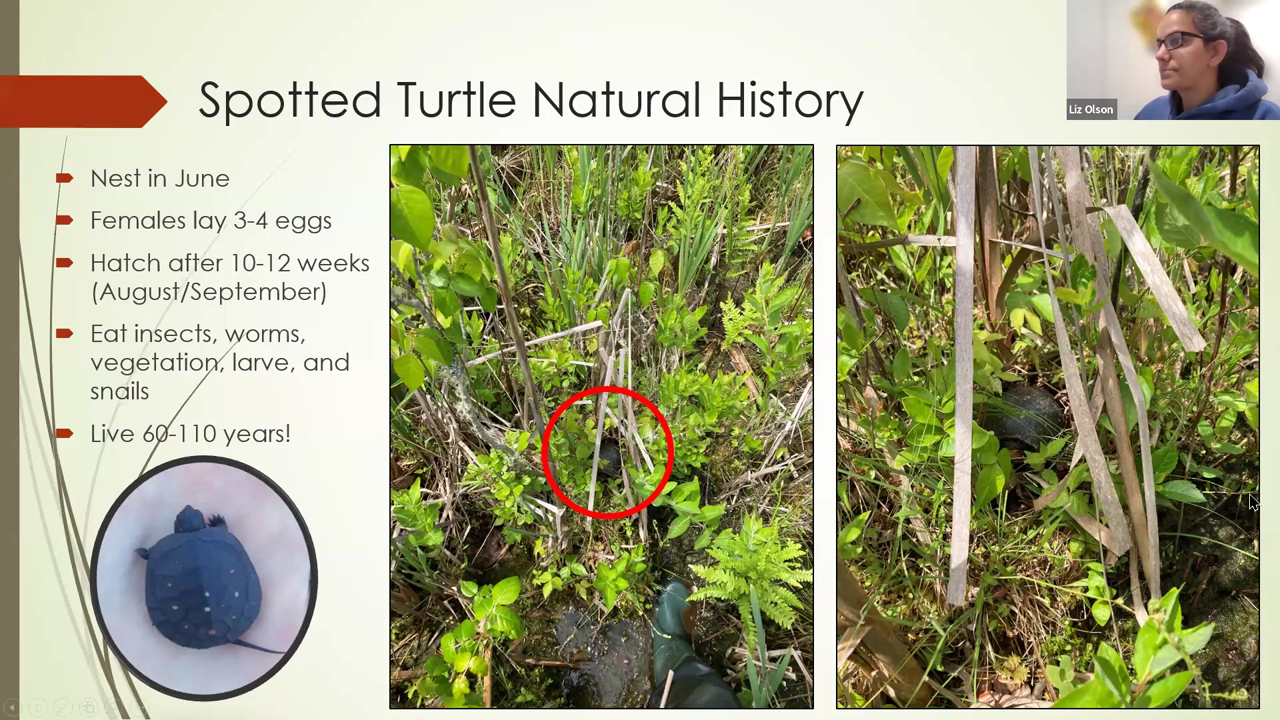 Spotted Turtle Natural History
Liz Olson
Nest in June
Females lay 3-4 eggs
Hatch after 10-12 weeks
(August/September)
Eat insects, worms,
vegetation, larve, and
snails
Live 60-110 years!